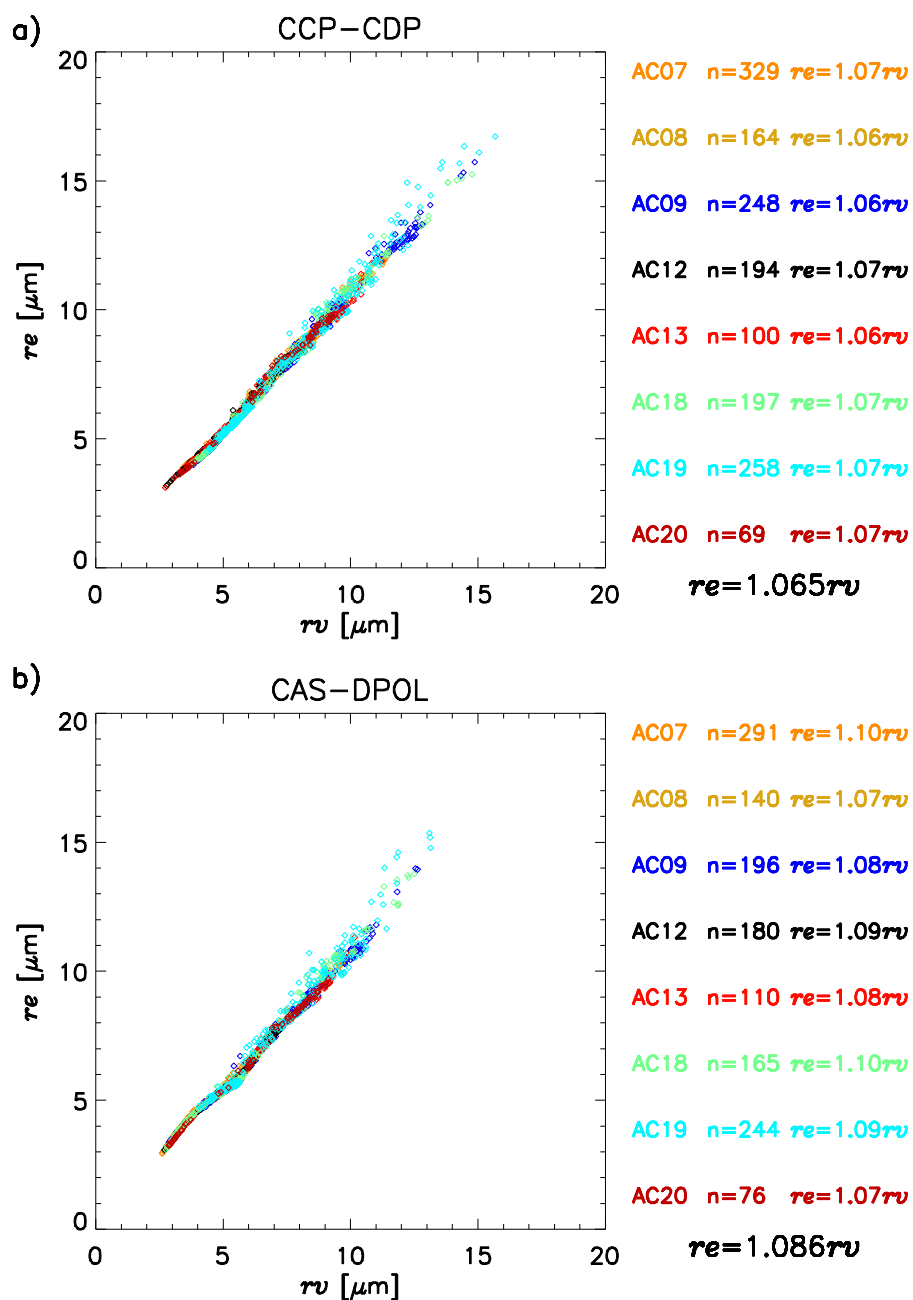 a)
CCP-CDP
20
15
10
5
0
re [μm]
0 5 10 15 20
rv [μm]
AC07 n=329 re=1.07rv
AC08 n=164 re=1.06rv
AC09 n=248 re=1.06rv
AC12 n=194 re=1.07rv
AC13 n=100 re=1.06rv
AC18 n=197 re=1.07rv
AC19 n=258 re=1.07rv
AC20 n=69 re=1.07rv
re=1.065rv
b)
CAS-DPOL
20
15
10
5
0
re [μm]
0 5 10 15 20
rv [μm]
AC07 n=291 re=1.10rv
AC08 n=140 re=1.07rv
AC09 n=196 re=1.08rv
AC12 n=180 re=1.09rv
AC13 n=110 re=1.08rv
AC18 n=165 re=1.10rv
AC19 n=244 re=1.09rv
AC20 n=76 re=1.07rv
re=1.086rv